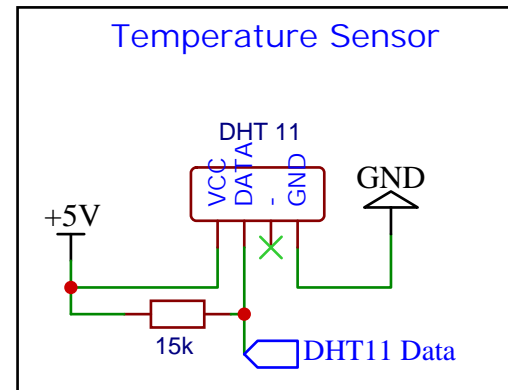 Temperature Sensor
DHT 11
VCC
DATA
-
GND
GND
+5V
15k
DHT11 Data